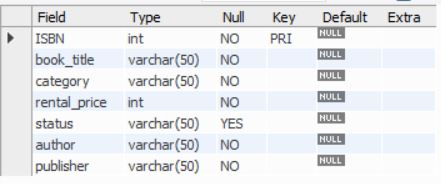 Field Type Null Key Default Extra
ISBN int NO PRI NULL
book_title varchar(50) NO NULL
category varchar(50) NO NULL
rental_price int NO NULL
status varchar(50) YES NULL
author varchar(50) NO NULL
publisher varchar(50) NO NULL